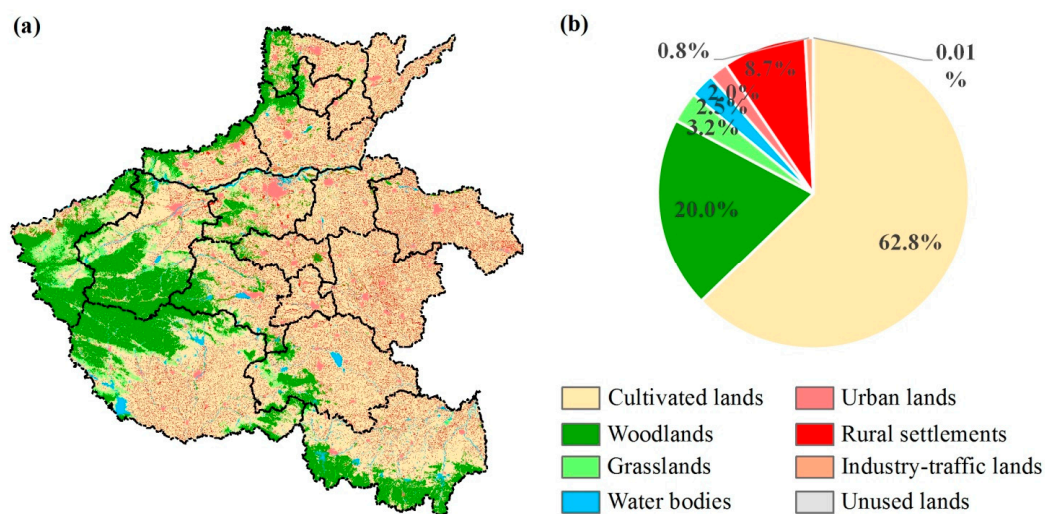 (a)
(b)
0.8%
8.7%
0.01
%
2.0%
2.5%
3.2%
20.0%
62.8%
Cultivated lands
Urban lands
Woodlands
Rural settlements
Grasslands
Industry-traffic lands
Water bodies
Unused lands